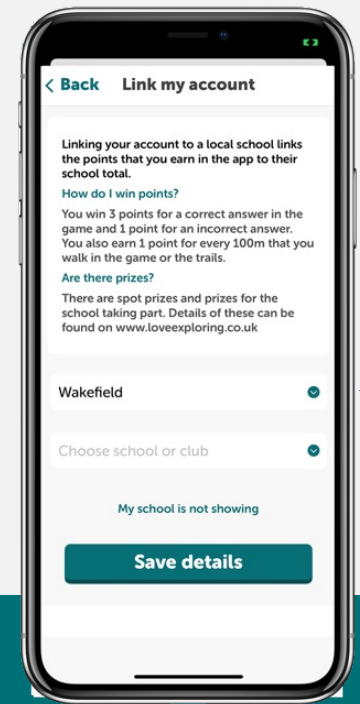 Back Link my account
Linking your account to a local school links
the points that you earn in the app to their
school total.
How do I win points?
You win 3 points for a correct answer in the
game and 1 point for an incorrect answer.
You also earn 1 point for every 100m that you
walk in the game or the trails.
Are there prizes?
There are spot prizes and prizes for the
school taking part. Details of these can be
found on www.loveexploring.co.uk
Wakefield
Choose school or club
My school is not showing
Save details